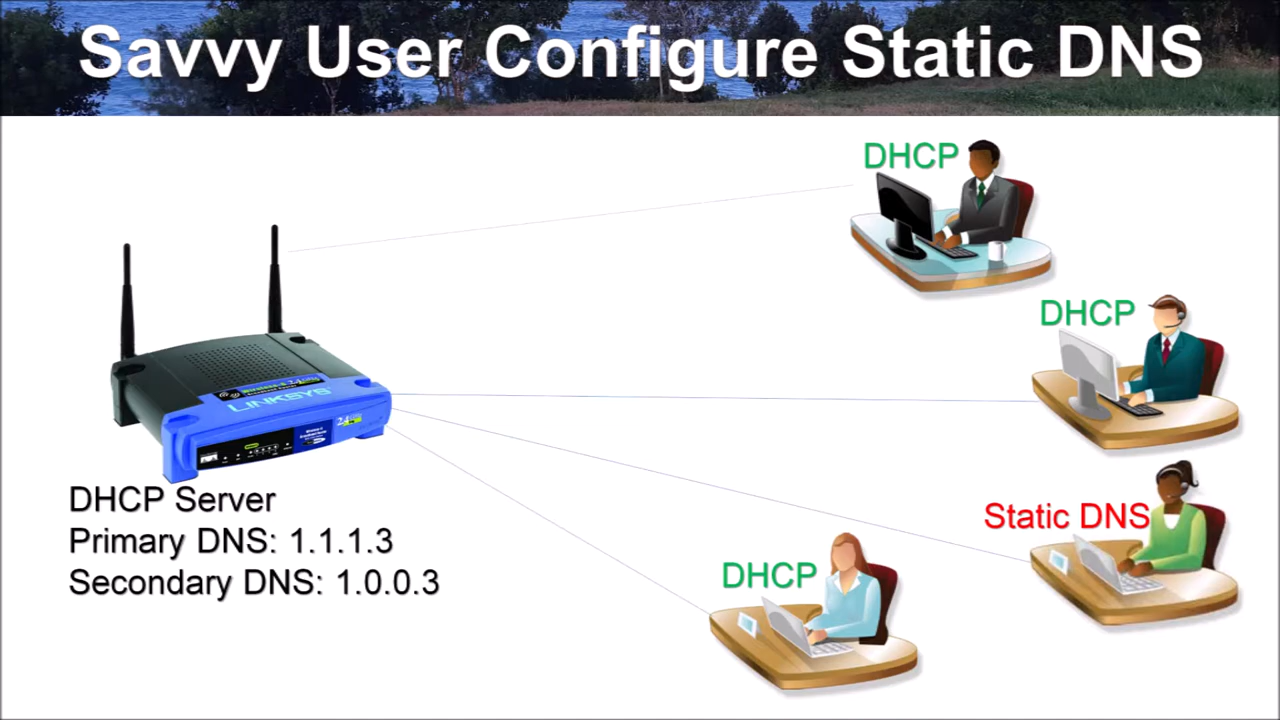 Savvy User Configure Static DNS
DHCP
DHCP
LINKSYS
DHCP Server
Primary DNS: 1.1.1.3
Secondary DNS: 1.0.0.3
Static DNS
DHCP